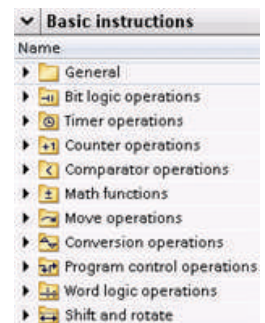 Basic instructions
Name
General
Bit logic operations
Timer operations
Counter operations
Comparator operations
Math functions
Move operations
Conversion operations
Program control operations
Word logic operations
Shift and rotate